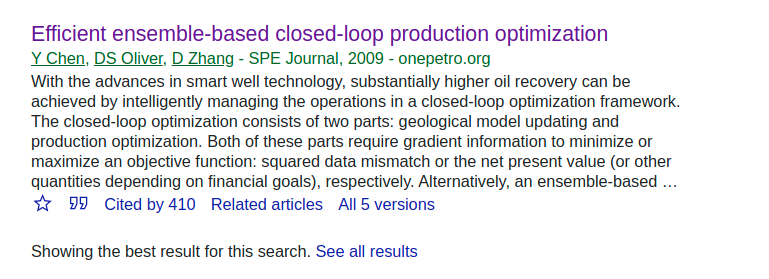 Efficient ensemble-based closed-loop production optimization
Y Chen, DS Oliver, D Zhang - SPE Journal, 2009 - onepetro.org
With the advances in smart well technology, substantially higher oil recovery can be
achieved by intelligently managing the operations in a closed-loop optimization framework.
The closed-loop optimization consists of two parts: geological model updating and
production optimization. Both of these parts require gradient information to minimize or
maximize an objective function: squared data mismatch or the net present value (or other
quantities depending on financial goals), respectively. Alternatively, an ensemble-based …
Cited by 410 Related articles All 5 versions
Showing the best result for this search. See all results